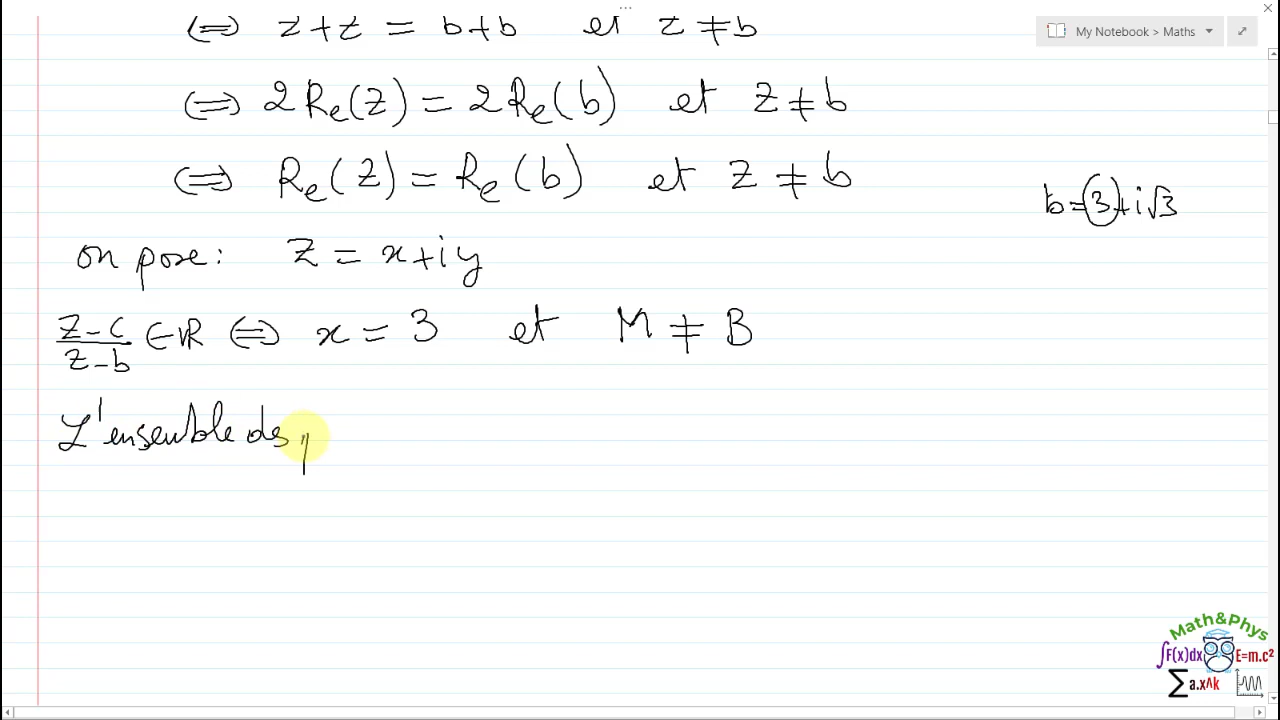 ⇔ z+z̄ = b+b̄ et z≠b
My Notebook > Maths
⇔ 2Re(z) = 2Re(b) et z≠b
⇔ Re(z) = Re(b) et z ≠ b
b=3+i√3
on pose: z = x+iy
(z-c)/(z-b) ∈ ℝ ⇔ x = 3 et M ≠ B
L'ensemble des
Math&Phys
∫F(x)dx E=m.c²
∑ a.x^k